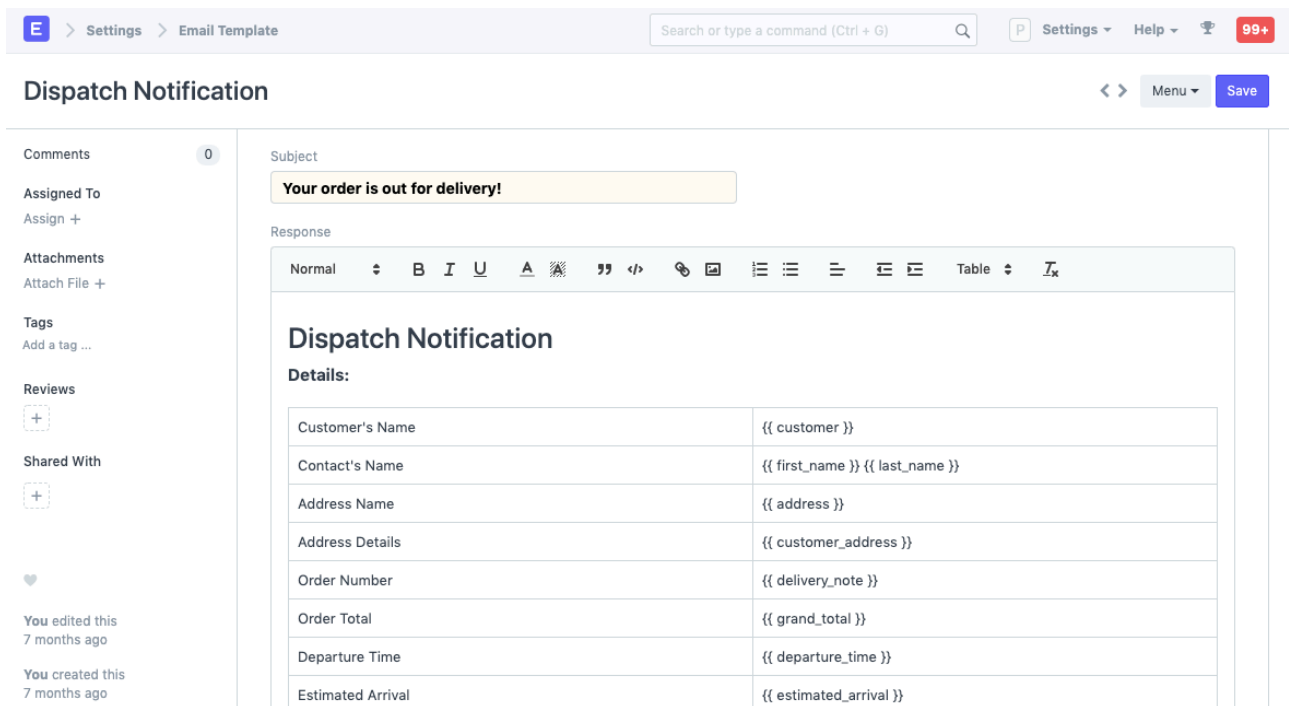 E Settings Email Template Search or type a command (Ctrl + G) P Settings Help 99+
Dispatch Notification Menu Save
Comments 0
Assigned To
Assign +
Attachments
Attach File +
Tags
Add a tag ...
Reviews
+
Shared With
+
You edited this
7 months ago
You created this
7 months ago
Subject
Your order is out for delivery!
Response
Normal B I U A A </> Table Tx
Dispatch Notification
Details:
Customer's Name {{ customer }}
Contact's Name {{ first_name }} {{ last_name }}
Address Name {{ address }}
Address Details {{ customer_address }}
Order Number {{ delivery_note }}
Order Total {{ grand_total }}
Departure Time {{ departure_time }}
Estimated Arrival {{ estimated_arrival }}